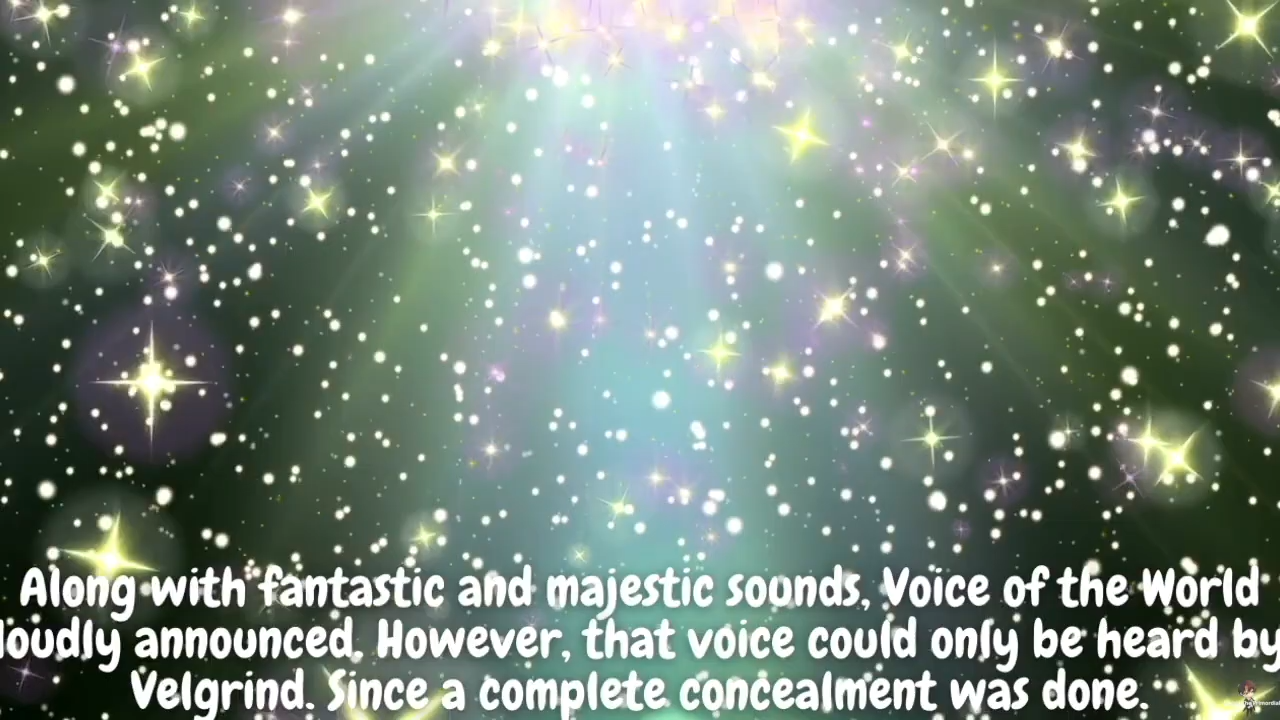 Along with fantastic and majestic sounds, Voice of the World
loudly announced. However, that voice could only be heard by
Velgrind. Since a complete concealment was done.